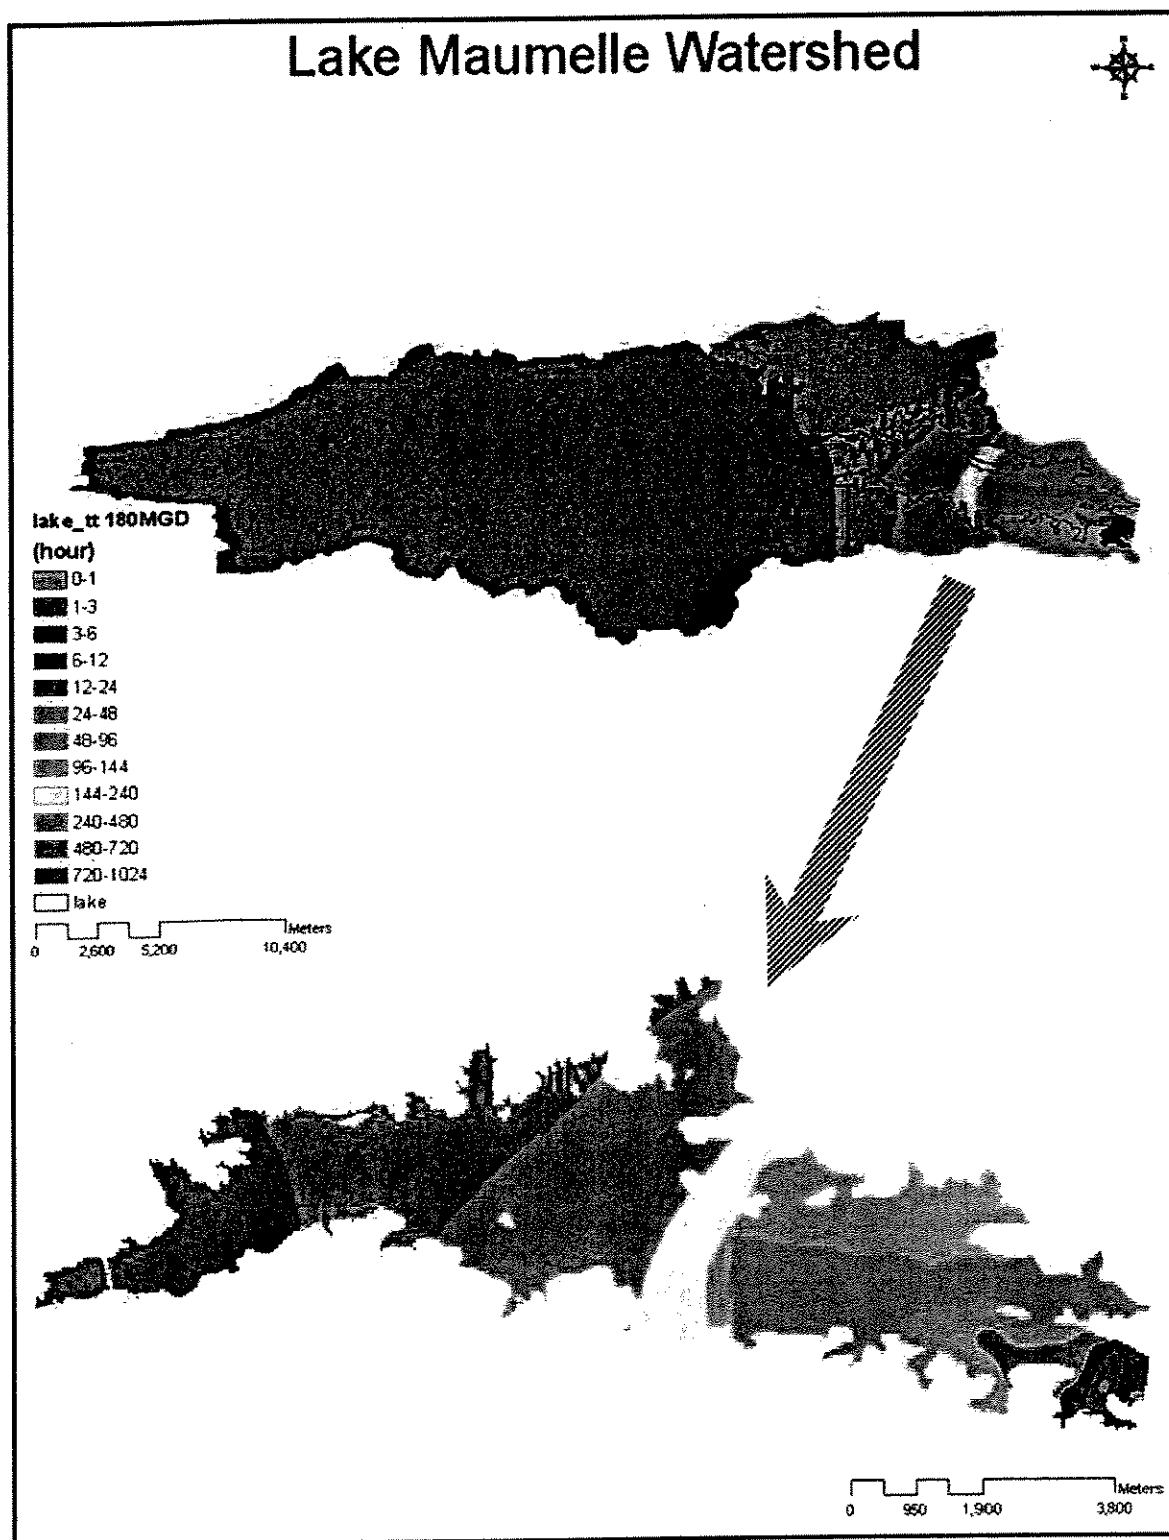 Lake Maumelle Watershed
lake_tt 180MGD
(hour)
0-1
1-3
3-6
6-12
12-24
24-48
48-96
96-144
144-240
240-480
480-720
720-1024
lake
Meters
0 2,600 5,200 10,400
Meters
0 950 1,900 3,800